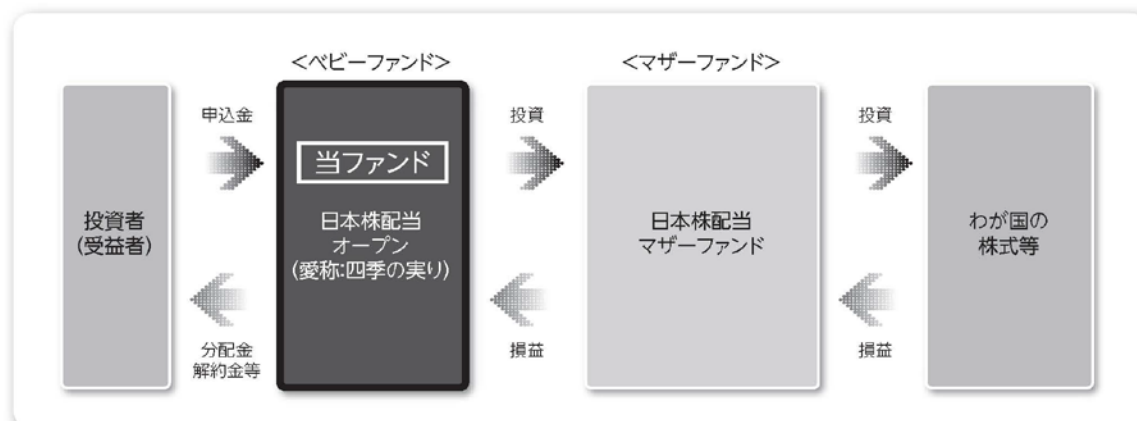 <ベビーファンド>
<マザーファンド>
申込金
投資
投資
当ファンド
投資者
(受益者)
日本株配当
オープン
(愛称:四季の実り)
日本株配当
マザーファンド
わが国の
株式等
分配金
解約金等
損益
損益